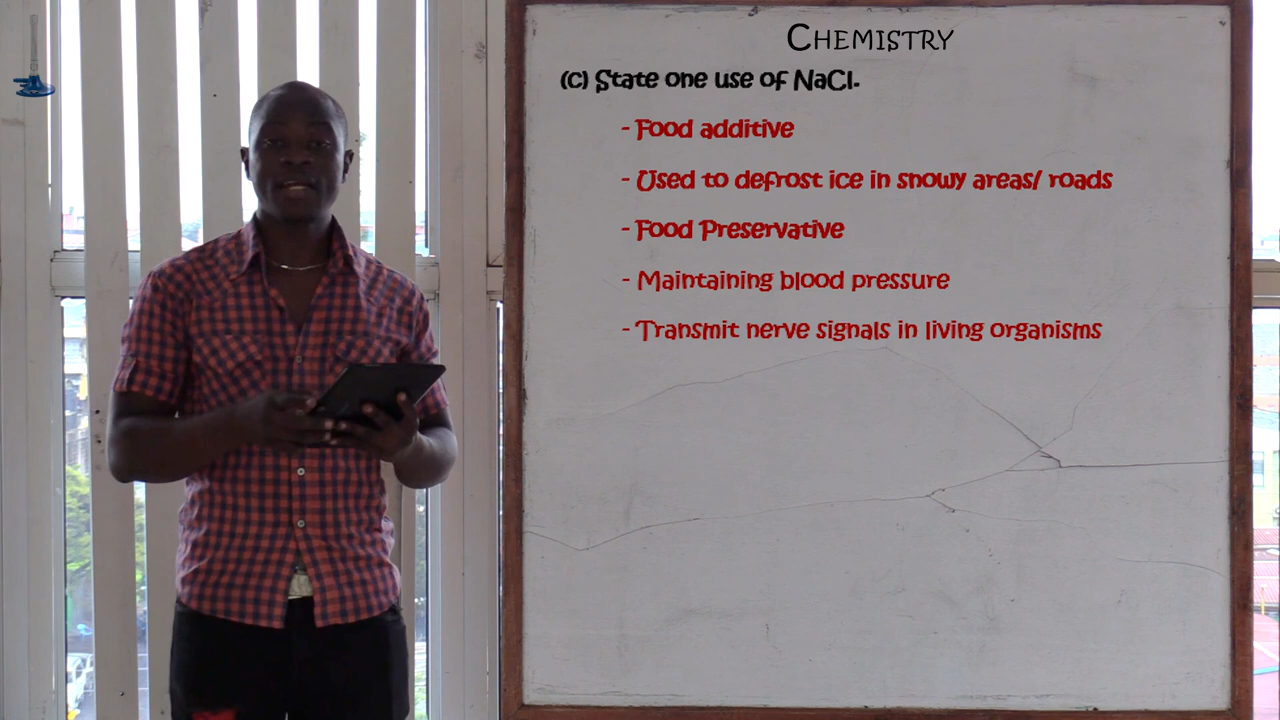 CHEMISTRY
(c) State one use of NaCl.
- Food additive
- Used to defrost ice in snowy areas/ roads
- Food Preservative
- Maintaining blood pressure
- Transmit nerve signals in living organisms